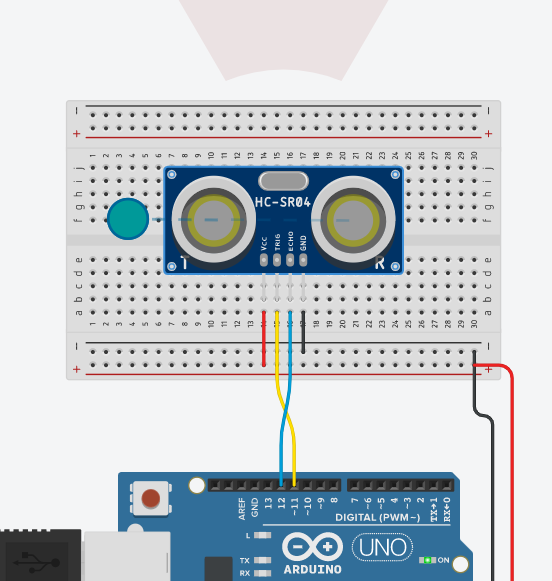 − −
+ +
1 2 3 4 5 6 7 8 9 10 11 12 13 14 15 16 17 18 19 20 21 22 23 24 25 26 27 28 29 30
j j
i i
h h
g g
f f
HC-SR04
VCC TRIG ECHO GND
T R
e e
d d
c c
b b
a a
1 2 3 4 5 6 7 8 9 10 11 12 13 14 15 16 17 18 19 20 21 22 23 24 25 26 27 28 29 30
− −
+ +
AREF GND 13 12 ~11 ~10 ~9 8 7 ~6 ~5 4 ~3 2 TX→1 RX←0
DIGITAL (PWM~)
L
TX
RX
UNO
ON
ARDUINO